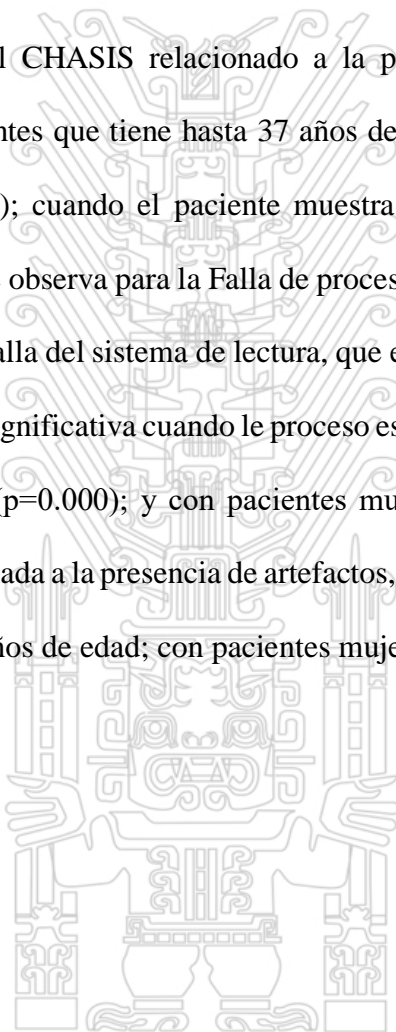 l CHASIS relacionado a la p
ntes que tiene hasta 37 años de
); cuando el paciente muestra
observa para la Falla de proces
alla del sistema de lectura, que e
gnificativa cuando le proceso es
(p=0.000); y con pacientes mu
ada a la presencia de artefactos,
ños de edad; con pacientes muje